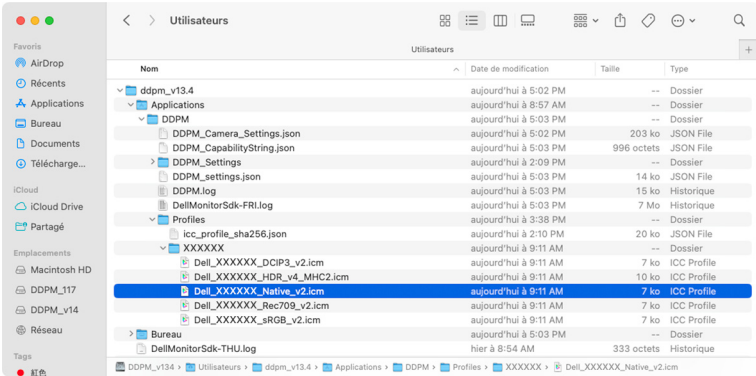 Utilisateurs
Utilisateurs
Favoris
AirDrop
Récents
Applications
Bureau
Documents
Télécharge...
iCloud
iCloud Drive
Partagé
Emplacements
Macintosh HD
DDPM_117
DDPM_v14
Réseau
Tags
紅色
Nom Date de modification Taille Type
ddpm_v13.4 aujourd'hui à 5:02 PM -- Dossier
Applications aujourd'hui à 8:57 AM -- Dossier
DDPM aujourd'hui à 5:03 PM -- Dossier
DDPM_Camera_Settings.json aujourd'hui à 5:02 PM 203 ko JSON File
DDPM_CapabilityString.json aujourd'hui à 5:03 PM 996 octets JSON File
DDPM_Settings aujourd'hui à 2:09 PM -- Dossier
DDPM_settings.json aujourd'hui à 5:03 PM 14 ko JSON File
DDPM.log aujourd'hui à 5:03 PM 15 ko Historique
DellMonitorSdk-FRI.log aujourd'hui à 5:03 PM 7 Mo Historique
Profiles aujourd'hui à 3:38 PM -- Dossier
icc_profile_sha256.json aujourd'hui à 2:10 PM 20 ko JSON File
XXXXXX aujourd'hui à 9:11 AM -- Dossier
Dell_XXXXXX_DCIP3_v2.icm aujourd'hui à 9:11 AM 7 ko ICC Profile
Dell_XXXXXX_HDR_v4_MHC2.icm aujourd'hui à 9:11 AM 10 ko ICC Profile
Dell_XXXXXX_Native_v2.icm aujourd'hui à 9:11 AM 7 ko ICC Profile
Dell_XXXXXX_Rec709_v2.icm aujourd'hui à 9:11 AM 7 ko ICC Profile
Dell_XXXXXX_sRGB_v2.icm aujourd'hui à 9:11 AM 7 ko ICC Profile
Bureau aujourd'hui à 5:03 PM -- Dossier
DellMonitorSdk-THU.log hier à 8:54 AM 333 octets Historique
DDPM_v134 › Utilisateurs › ddpm_v13.4 › Applications › DDPM › Profiles › XXXXXX › Dell_XXXXXX_Native_v2.icm